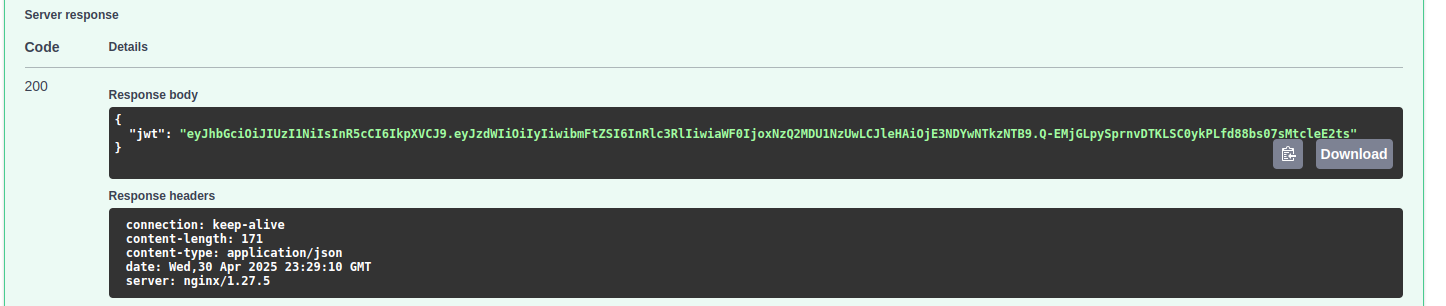 Server response
Code Details
200
Response body
{
"jwt": "eyJhbGciOiJIUzI1NiIsInR5cCI6IkpXVCJ9.eyJzdWIiOiIyIiwibmFtZSI6InRlc3RlIiwiaWF0IjoxNzQ2MDU1NzUwLCJleHAiOjE3NDYwNTkzNTB9.Q-EMjGLpySprnvDTKLSC0ykPLfd88bs07sMtcleE2ts"
}
Download
Response headers
connection: keep-alive
content-length: 171
content-type: application/json
date: Wed,30 Apr 2025 23:29:10 GMT
server: nginx/1.27.5